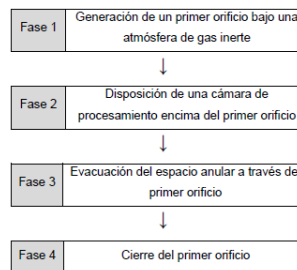 Fase 1
Generación de un primer orificio bajo una
atmósfera de gas inerte
↓
Fase 2
Disposición de una cámara de
procesamiento encima del primer orificio
↓
Fase 3
Evacuación del espacio anular a través de
primer orificio
↓
Fase 4
Cierre del primer orificio